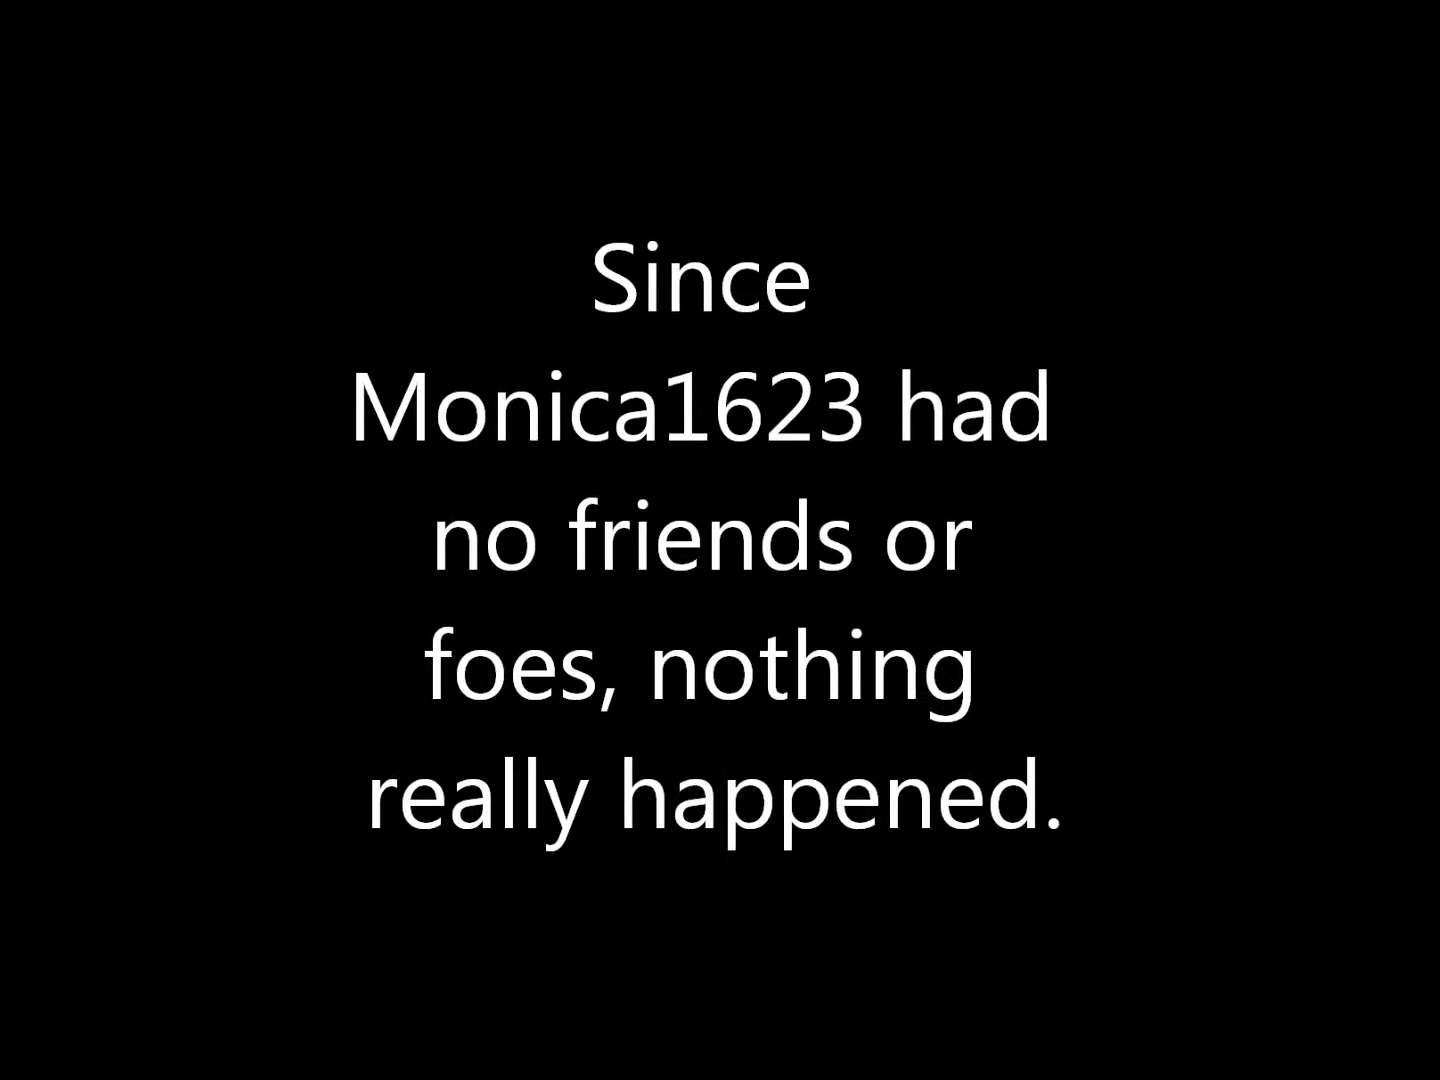 Since
Monica1623 had
no friends or
foes, nothing
really happened.